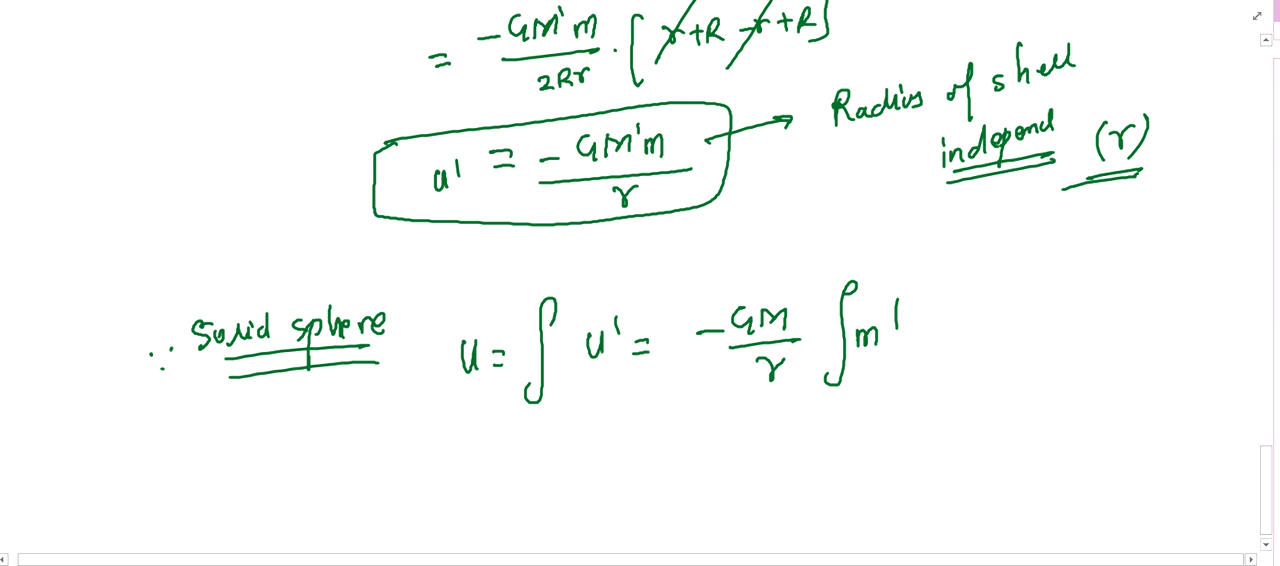 = -GM'm / 2Rr · [r+R -r+R]
u' = -GM'm / r → Radius of shell independ (r)
∵ Solid sphere u = ∫ u' = -GM / r ∫ m'